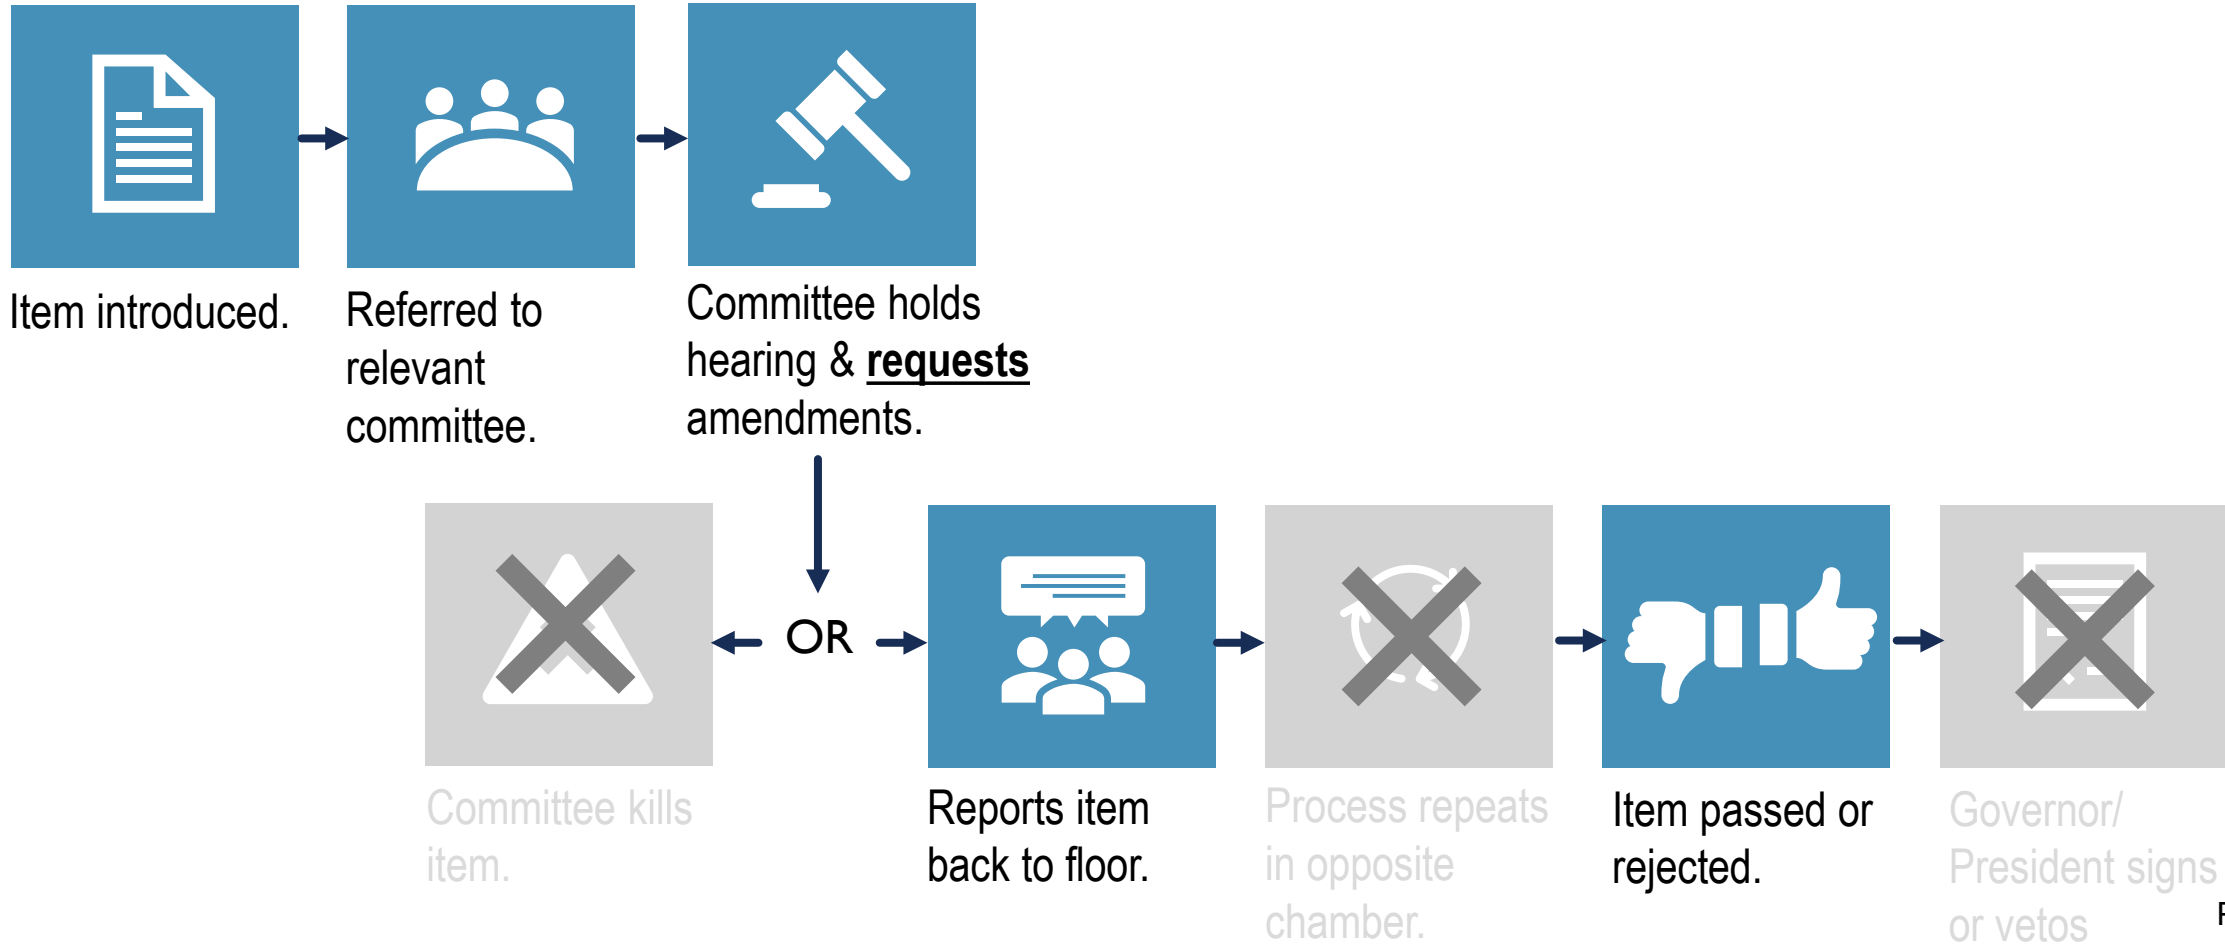 Item introduced.
Referred to
relevant
committee.
Committee holds
hearing & requests
amendments.
OR
Committee kills
item.
Reports item
back to floor.
Process repeats
in opposite
chamber.
Item passed or
rejected.
Governor/
President signs
or vetos